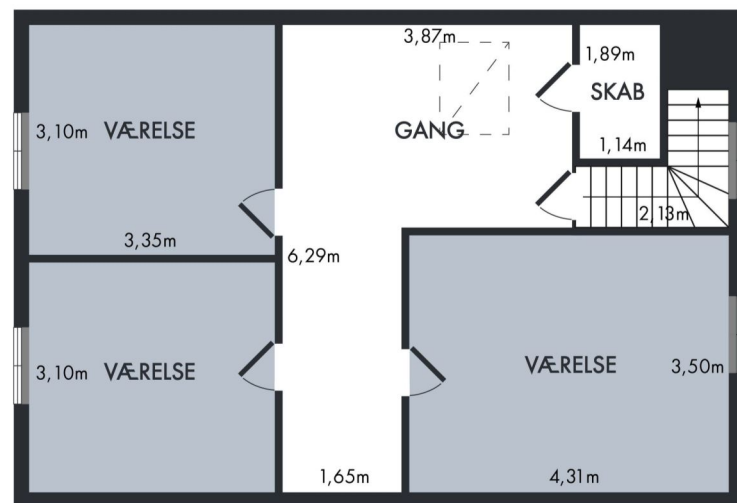 3,87m
1,89m
SKAB
3,10m VÆRELSE
GANG
1,14m
2,13m
3,35m
6,29m
3,10m VÆRELSE
VÆRELSE 3,50m
1,65m
4,31m